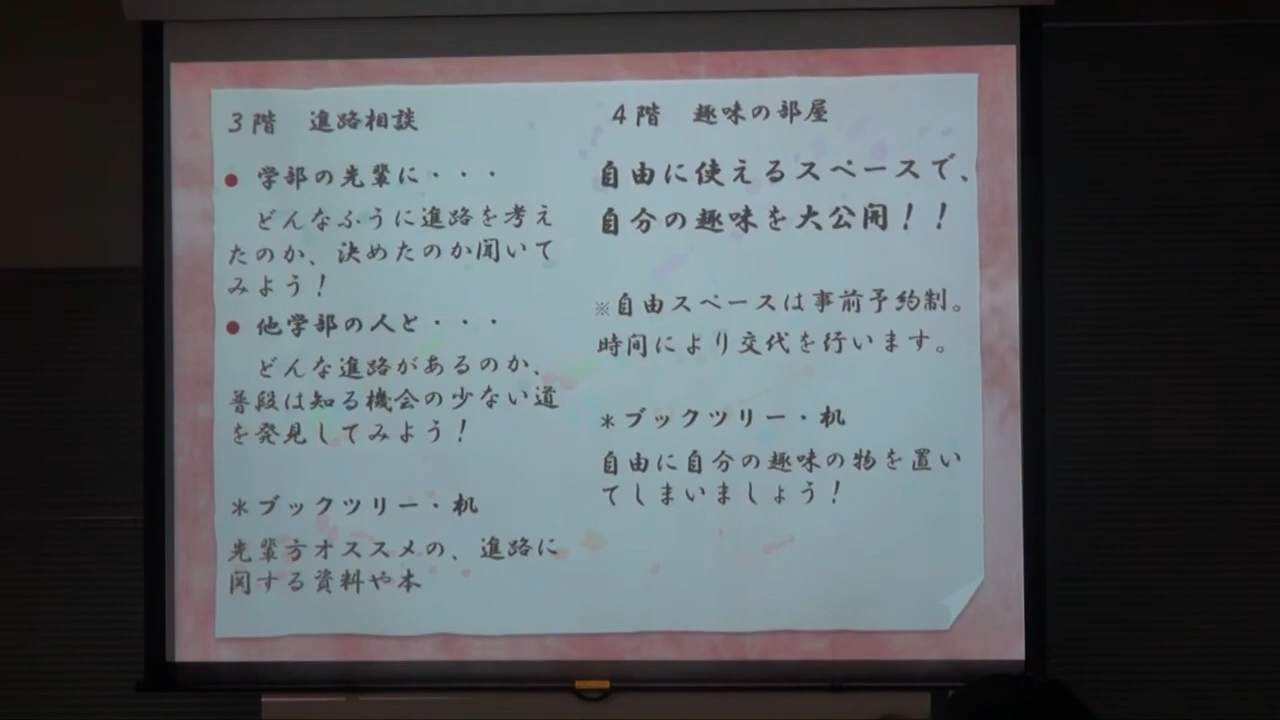 3階　進路相談
● 学部の先輩に・・・
どんなふうに進路を考え
たのか、決めたのか聞いて
みよう！
● 他学部の人と・・・
どんな進路があるのか、
普段は知る機会の少ない道
を発見してみよう！
＊ブックツリー・机
先輩方オススメの、進路に
関する資料や本
4階　趣味の部屋
自由に使えるスペースで、
自分の趣味を大公開！！
※自由スペースは事前予約制。
時間により交代を行います。
＊ブックツリー・机
自由に自分の趣味の物を置い
てしまいましょう！